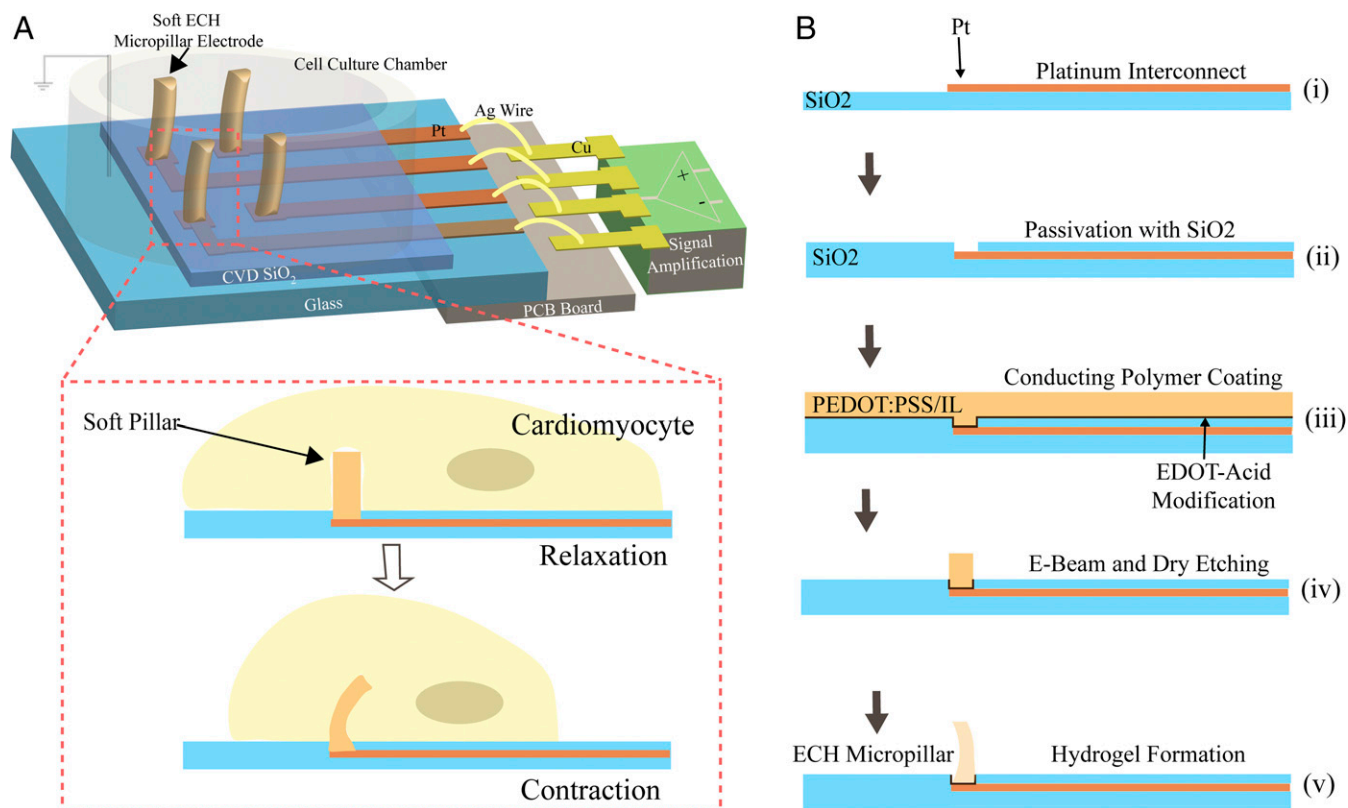 A
Soft ECH
Micropillar Electrode
Cell Culture Chamber
Ag Wire
Pt
Cu
+
-
Signal
Amplification
CVD SiO₂
Glass
PCB Board
Soft Pillar
Cardiomyocyte
Relaxation
Contraction
B
Pt
Platinum Interconnect
SiO2
(i)
Passivation with SiO2
SiO2
(ii)
Conducting Polymer Coating
PEDOT:PSS/IL
(iii)
EDOT-Acid
Modification
E-Beam and Dry Etching
(iv)
ECH Micropillar
Hydrogel Formation
(v)